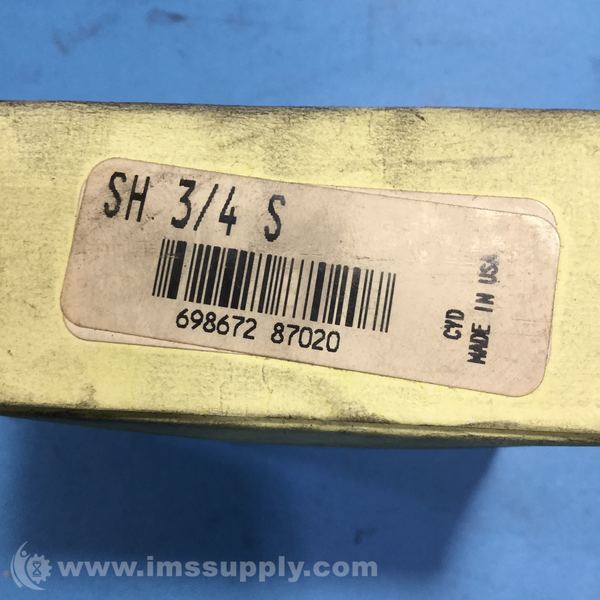 SH 3/4 S
698672 87020
CYD
MADE IN USA
www.imssupply.com